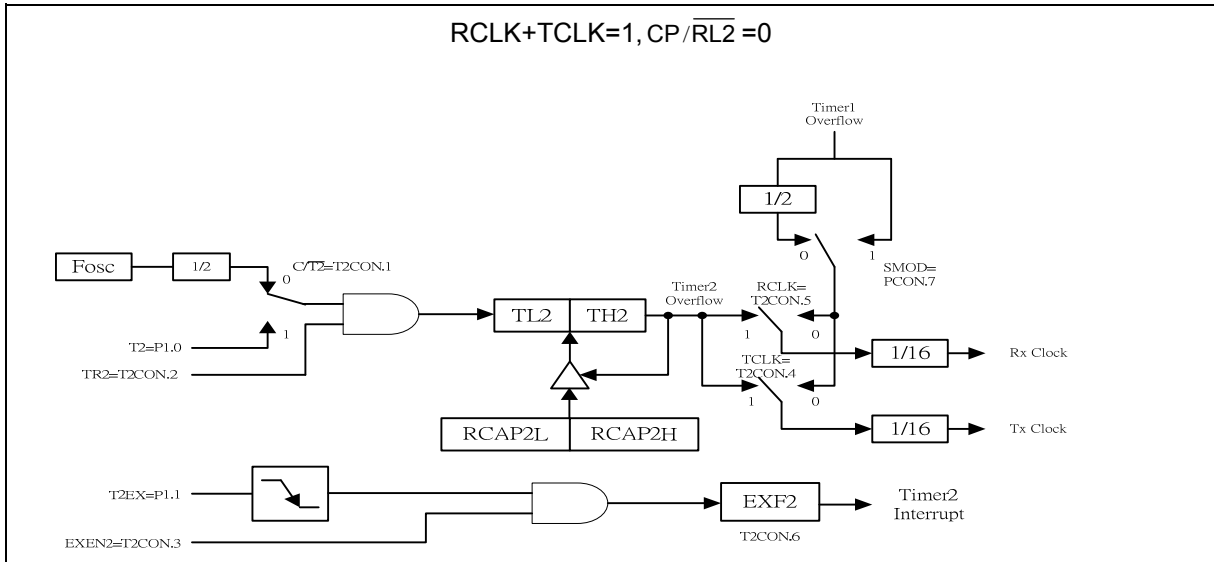 RCLK+TCLK=1, CP/RL2 =0
Timer1
Overflow
1/2
0
1
SMOD=
PCON.7
Fosc
1/2
C/T2=T2CON.1
0
1
T2=P1.0
TR2=T2CON.2
TL2
TH2
Timer2
Overflow
RCLK=
T2CON.5
1
0
1/16
Rx Clock
TCLK=
T2CON.4
1
0
1/16
Tx Clock
RCAP2L
RCAP2H
T2EX=P1.1
EXEN2=T2CON.3
EXF2
T2CON.6
Timer2
Interrupt